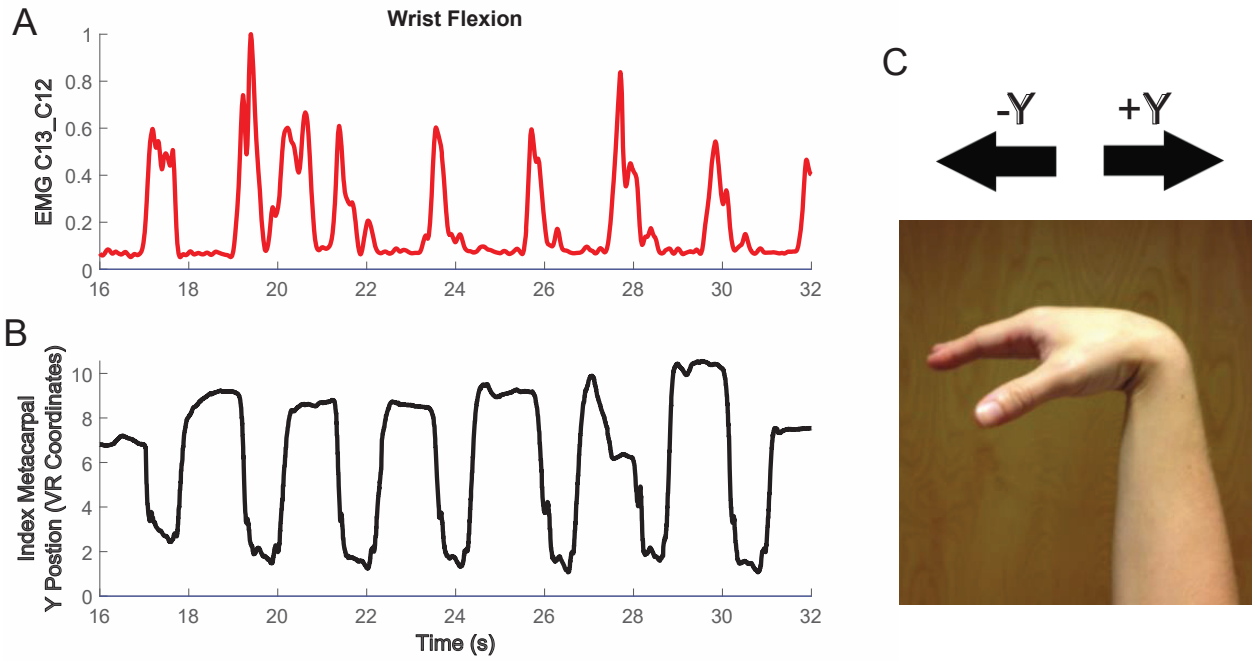 A
Wrist Flexion
EMG C13_C12
1
0.8
0.6
0.4
0.2
0
16 18 20 22 24 26 28 30 32
B
Index Metacarpal
Y Postion (VR Coordinates)
10
8
6
4
2
0
16 18 20 22 24 26 28 30 32
Time (s)
C
-Y +Y